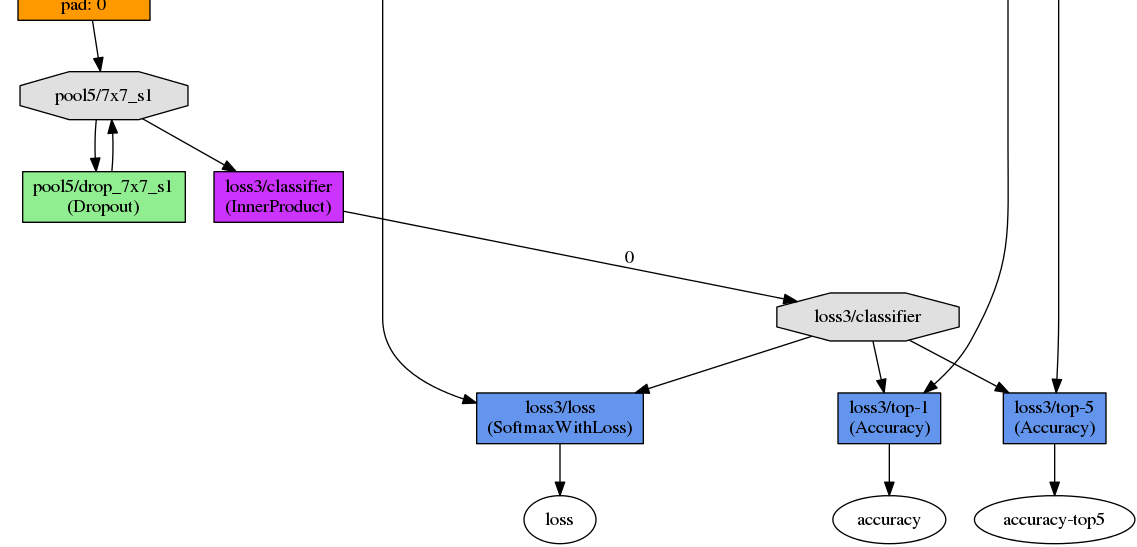 pad: 0
pool5/7x7_s1
pool5/drop_7x7_s1
(Dropout)
loss3/classifier
(InnerProduct)
0
loss3/classifier
loss3/loss
(SoftmaxWithLoss)
loss3/top-1
(Accuracy)
loss3/top-5
(Accuracy)
loss
accuracy
accuracy-top5